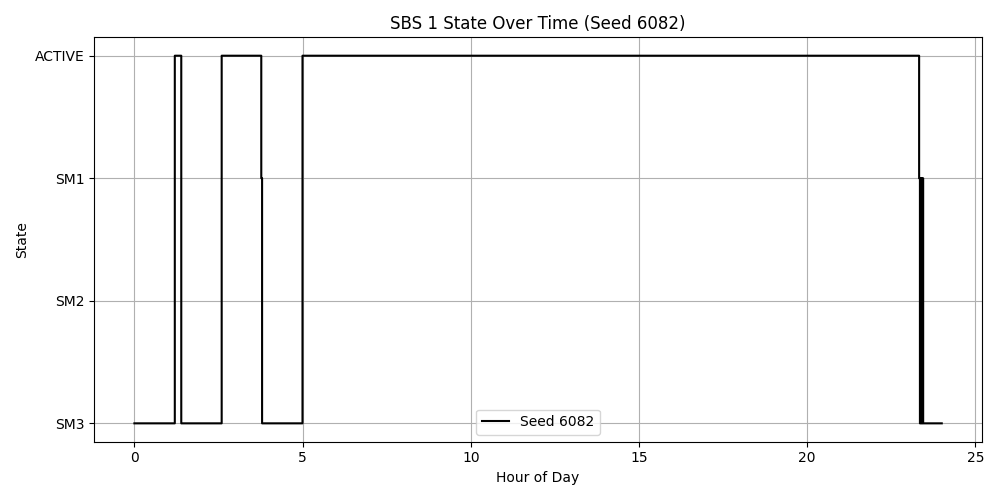 SBS 1 State Over Time (Seed 6082)
ACTIVE
SM1
SM2
SM3
State
0 5 10 15 20 25
Hour of Day
Seed 6082